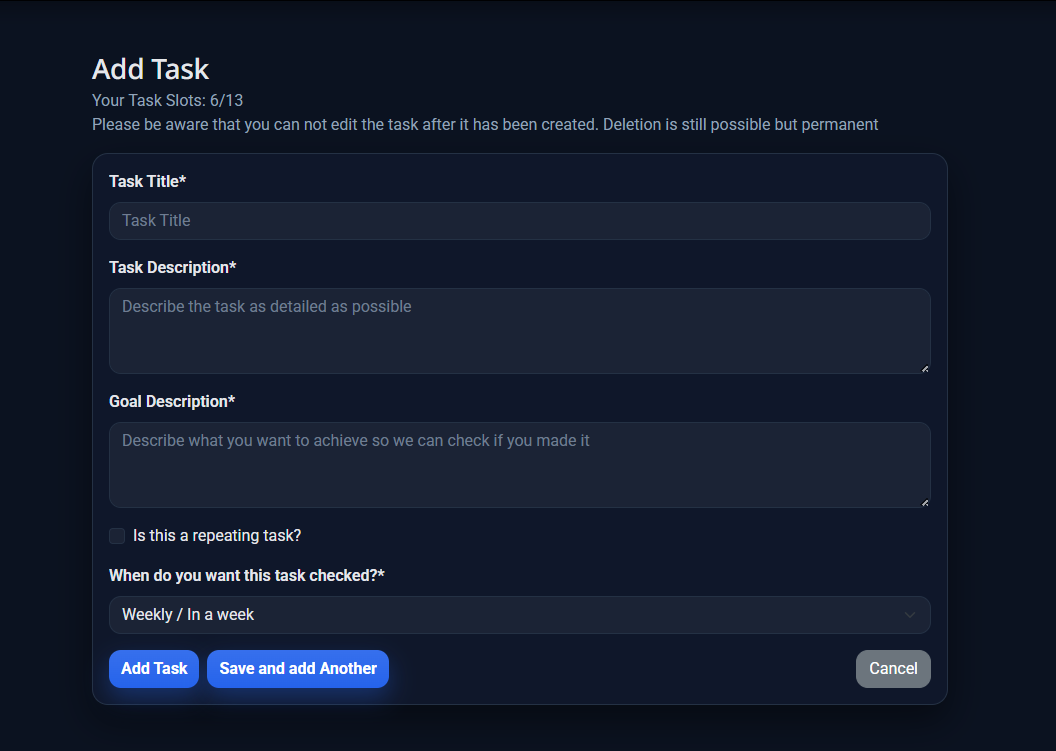 Add Task
Your Task Slots: 6/13
Please be aware that you can not edit the task after it has been created. Deletion is still possible but permanent
Task Title*
Task Title
Task Description*
Describe the task as detailed as possible
Goal Description*
Describe what you want to achieve so we can check if you made it
Is this a repeating task?
When do you want this task checked?*
Weekly / In a week
Add Task Save and add Another Cancel